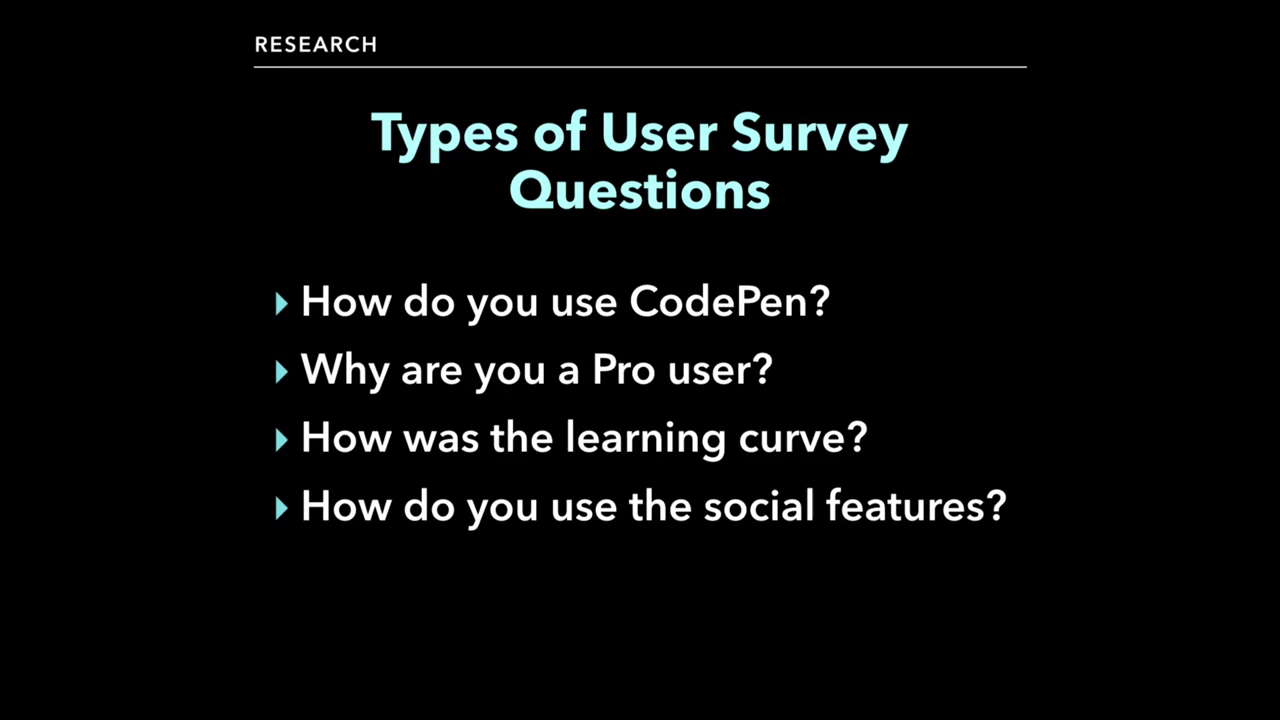 RESEARCH
Types of User Survey
Questions
How do you use CodePen?
Why are you a Pro user?
How was the learning curve?
How do you use the social features?